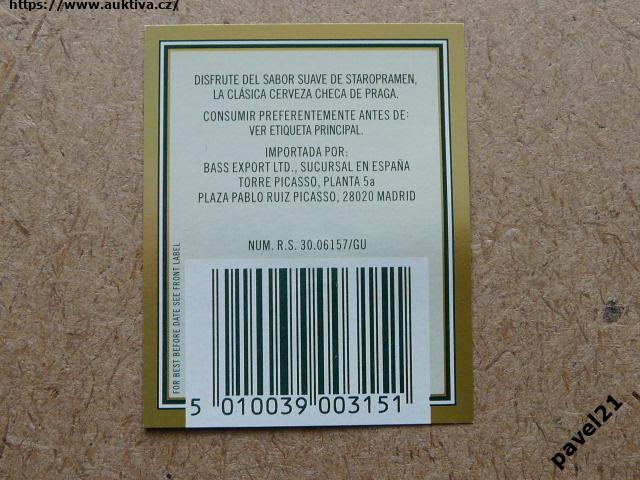 https://www.auktiva.cz/
DISFRUTE DEL SABOR SUAVE DE STAROPRAMEN,
LA CLÁSICA CERVEZA CHECA DE PRAGA.
CONSUMIR PREFERENTEMENTE ANTES DE:
VER ETIQUETA PRINCIPAL.
IMPORTADA POR:
BASS EXPORT LTD., SUCURSAL EN ESPAÑA
TORRE PICASSO, PLANTA 5a
PLAZA PABLO RUIZ PICASSO, 28020 MADRID
NUM. R.S. 30.06157/GU
FOR BEST BEFORE DATE SEE FRONT LABEL
5 010039 003151
pavel21